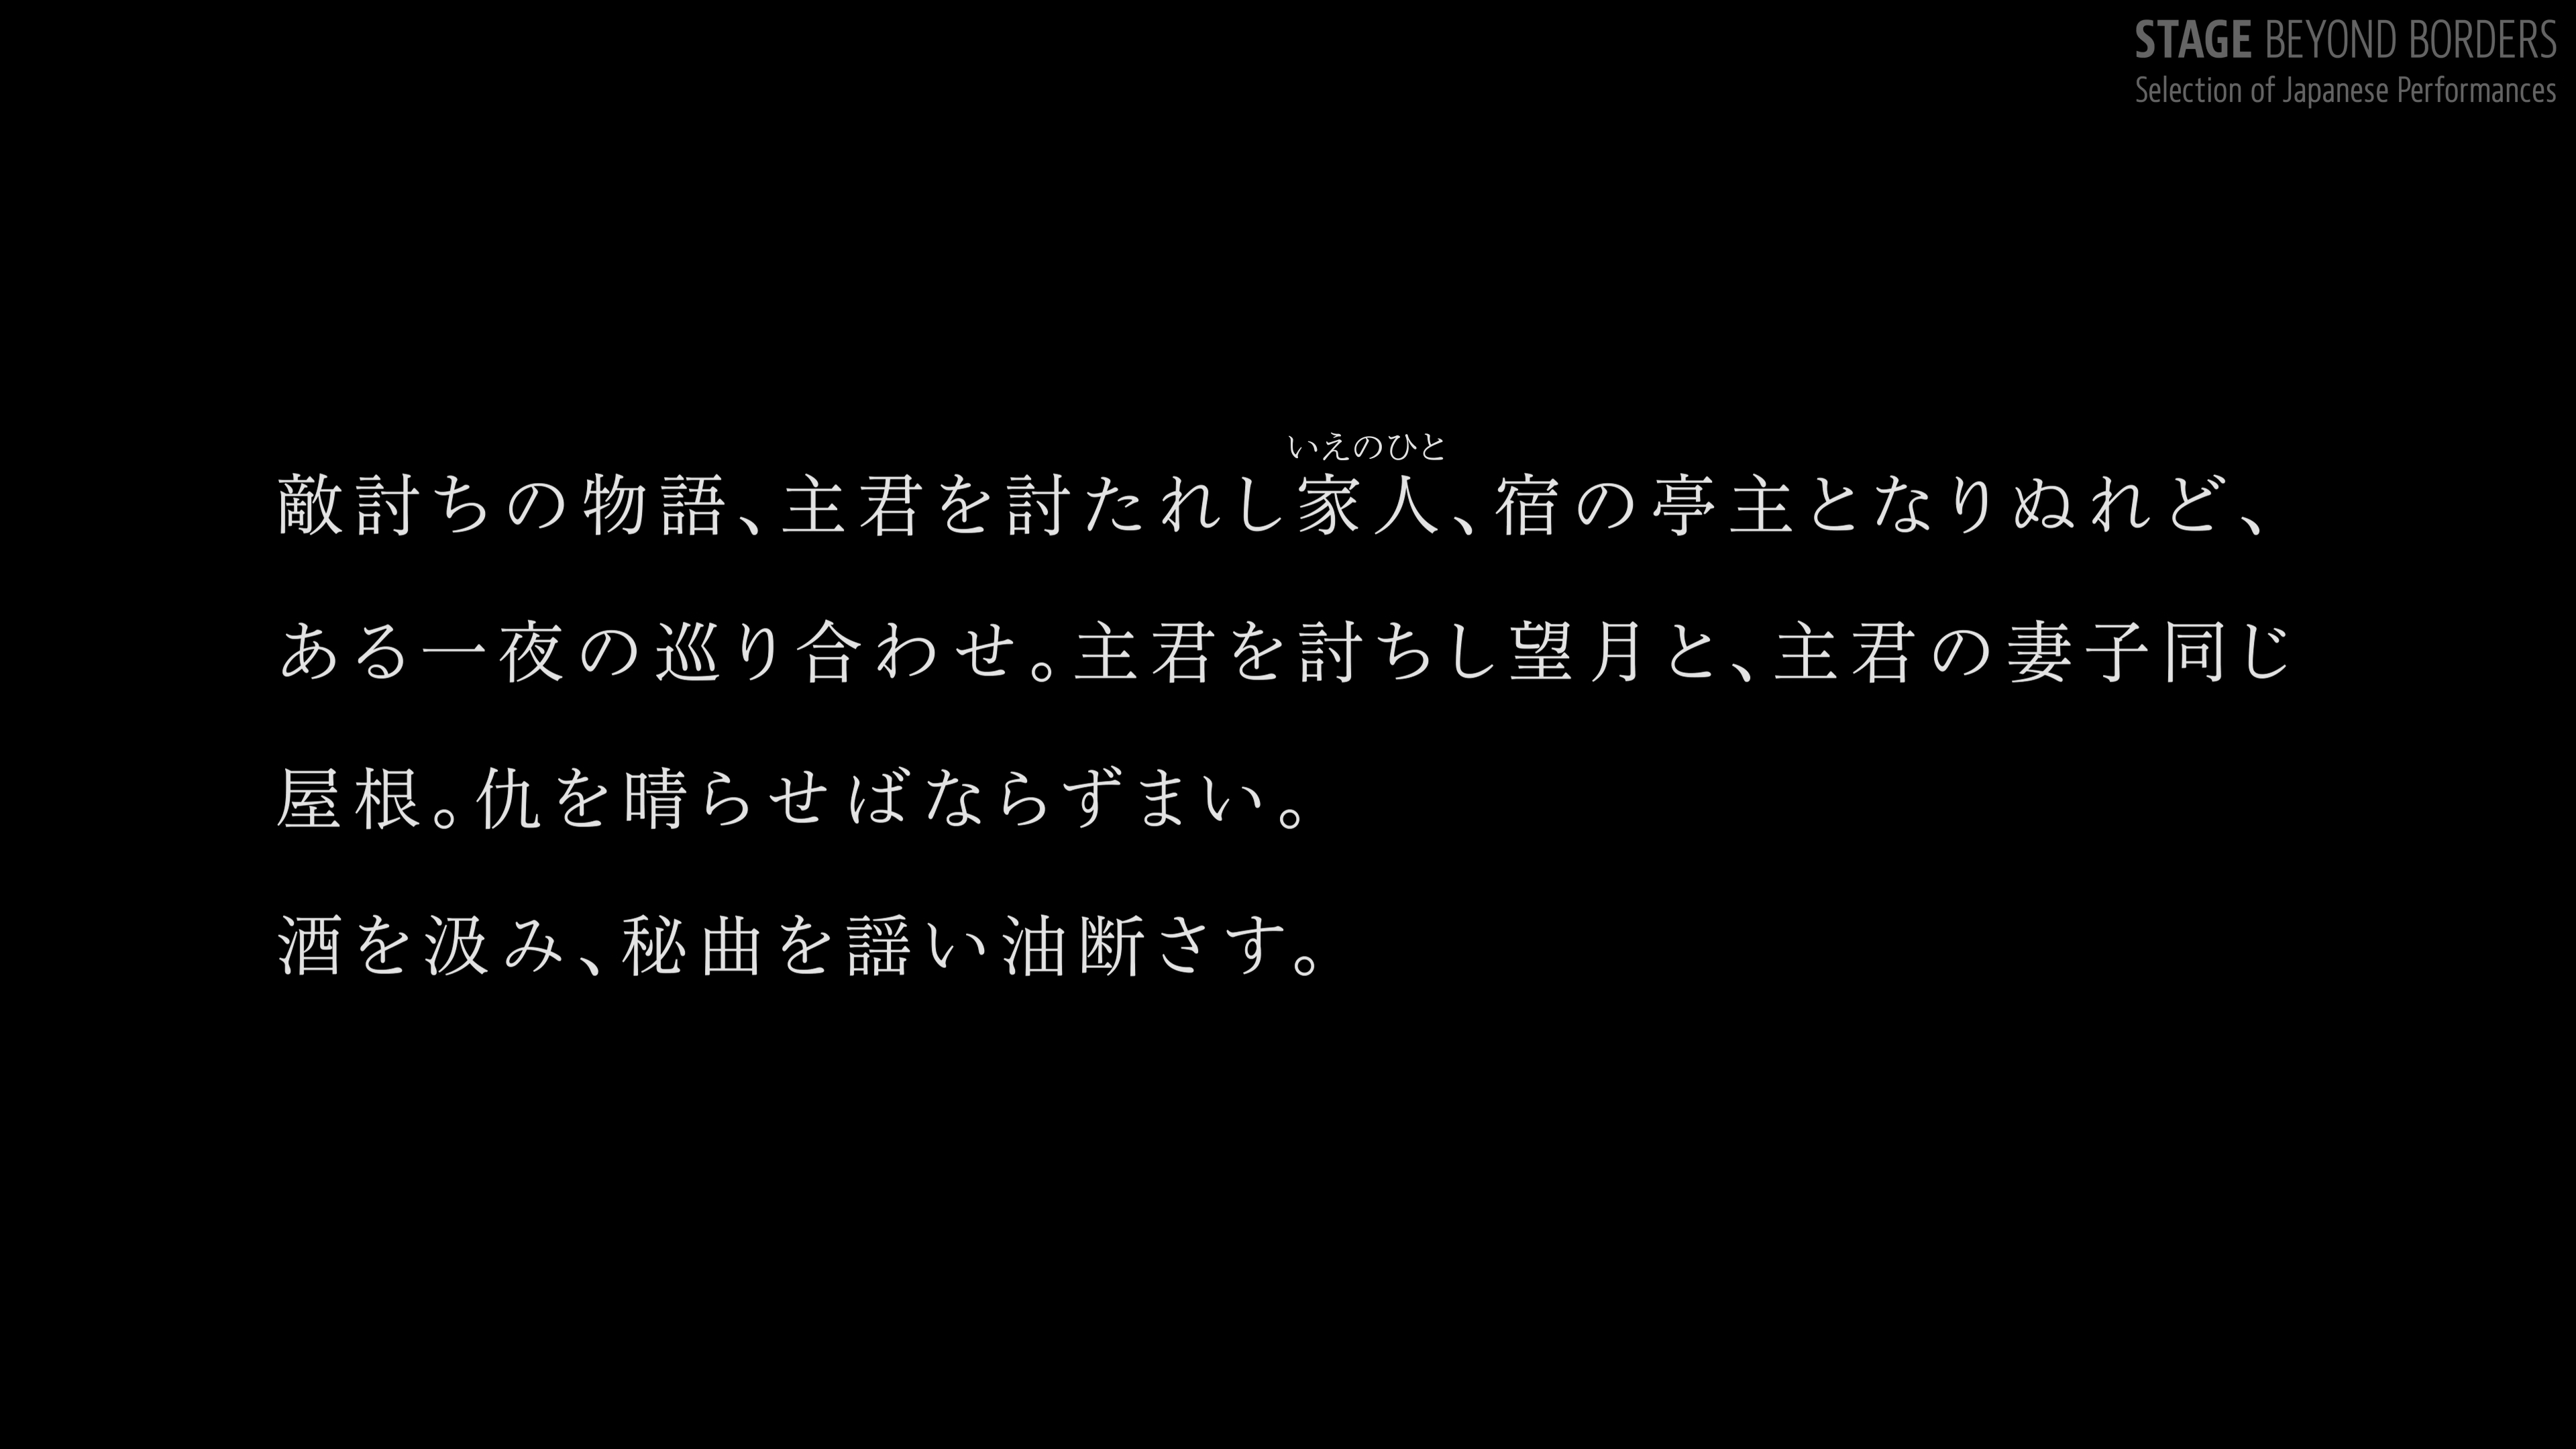 STAGE BEYOND BORDERS
Selection of Japanese Performances
いえのひと
敵討ちの物語、主君を討たれし家人、宿の亭主となりぬれど、
ある一夜の巡り合わせ。主君を討ちし望月と、主君の妻子同じ
屋根。仇を晴らせばならずまい。
酒を汲み、秘曲を謡い油断さす。